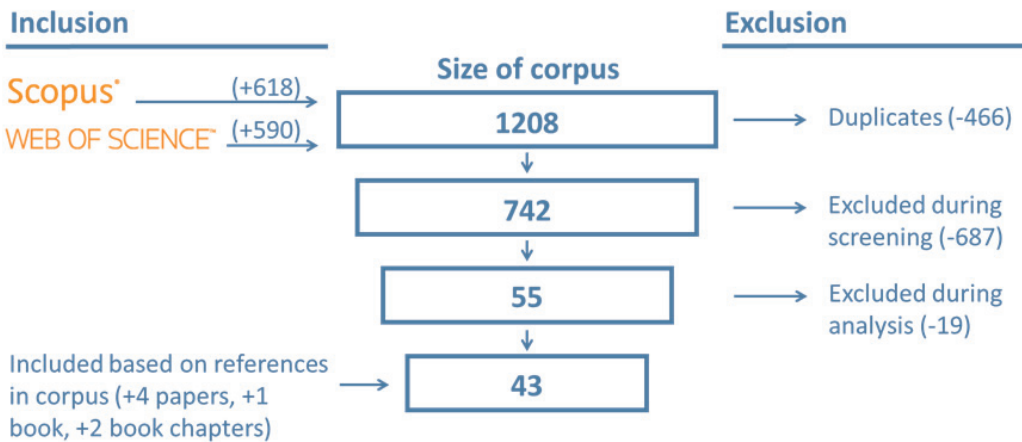 Inclusion
Exclusion
Size of corpus
Scopus®
(+618)
WEB OF SCIENCE™
(+590)
1208
Duplicates (-466)
742
Excluded during
screening (-687)
55
Excluded during
analysis (-19)
Included based on references
in corpus (+4 papers, +1
book, +2 book chapters)
43